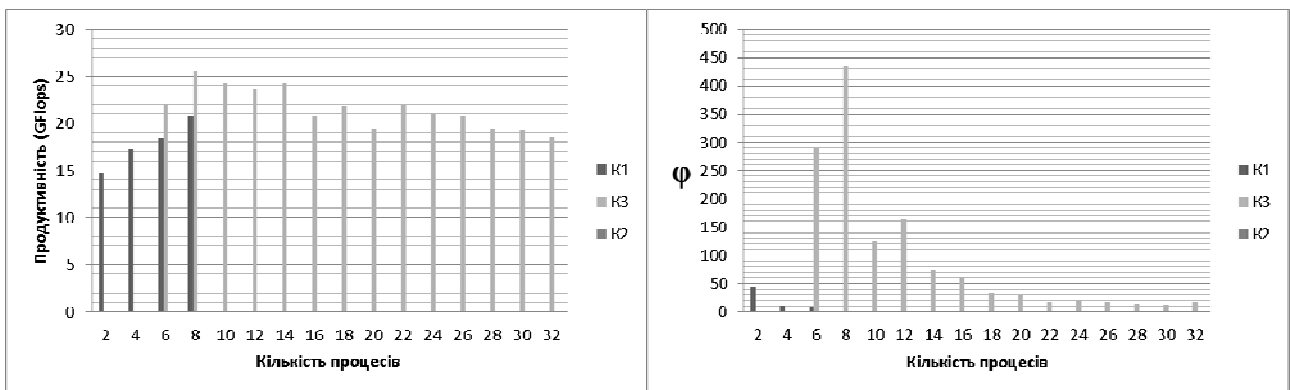 30
25
20
15
10
5
0
Продуктивність (GFlops)
2 4 6 8 10 12 14 16 18 20 22 24 26 28 30 32
Кількість процесів
К1
К3
К2
500
450
400
350
300
250
200
150
100
50
0
φ
2 4 6 8 10 12 14 16 18 20 22 24 26 28 30 32
Кількість процесів
К1
К3
К2